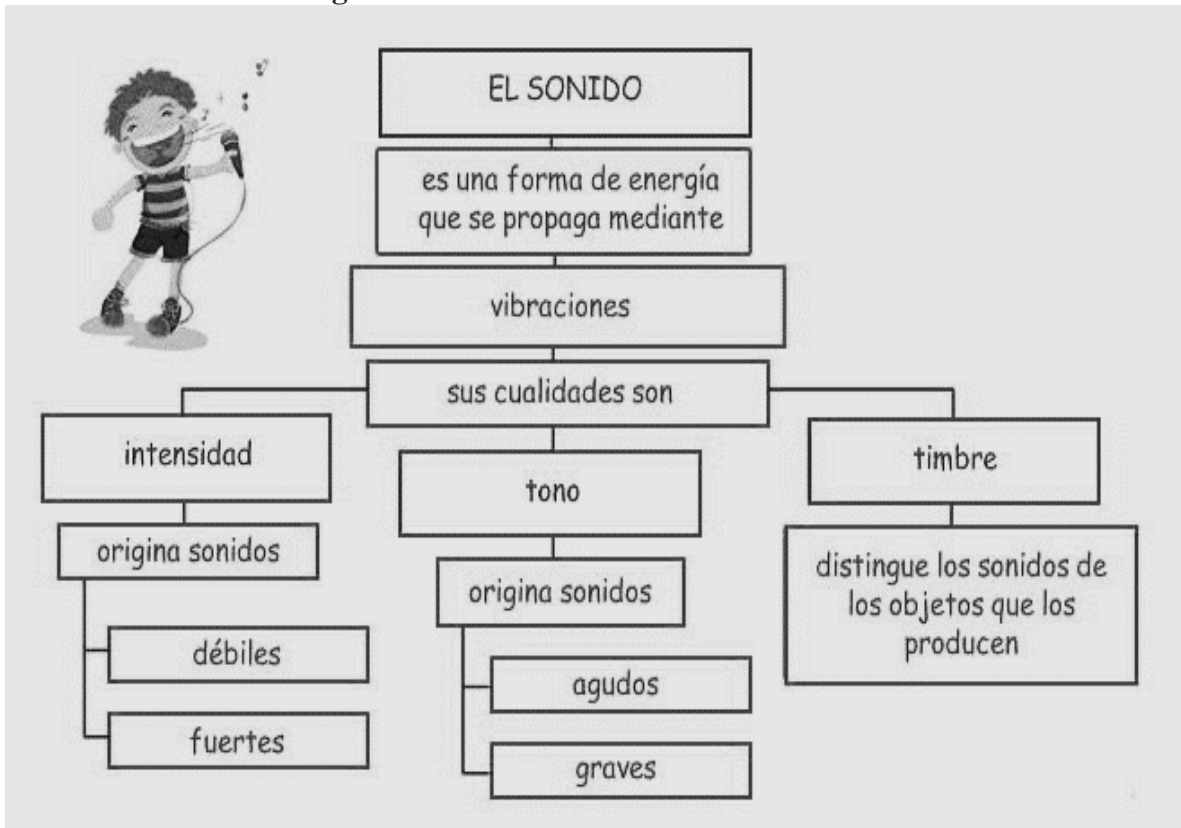 g
EL SONIDO
es una forma de energía
que se propaga mediante
vibraciones
sus cualidades son
intensidad
origina sonidos
débiles
fuertes
tono
origina sonidos
agudos
graves
timbre
distingue los sonidos de
los objetos que los
producen